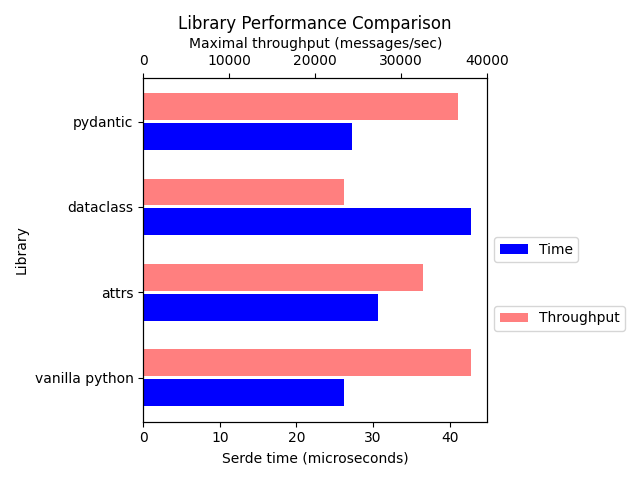 Library Performance Comparison
Maximal throughput (messages/sec)
0 10000 20000 30000 40000
pydantic
dataclass
attrs
vanilla python
Library
Time
Throughput
0 10 20 30 40
Serde time (microseconds)